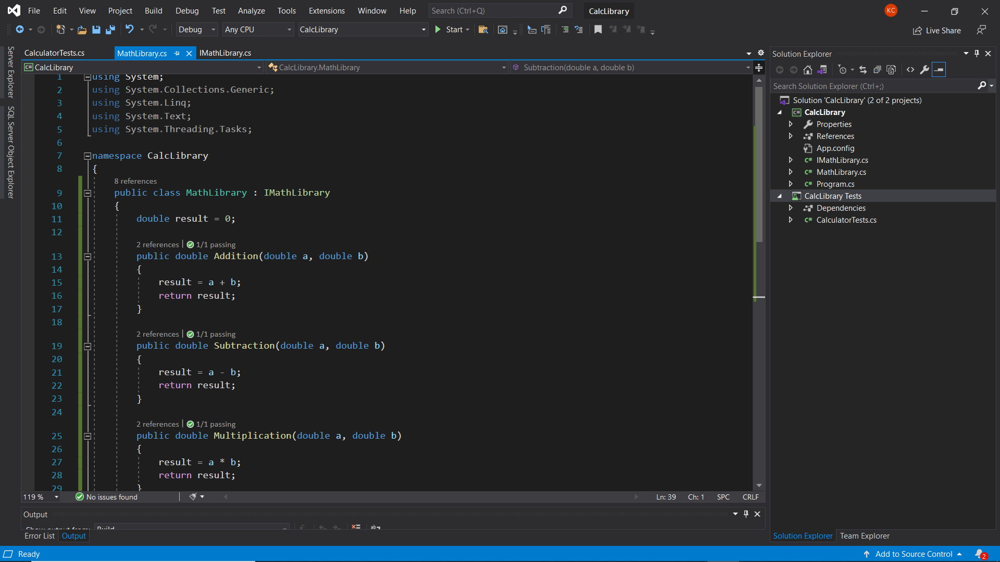 File Edit View Project Build Debug Test Analyze Tools Extensions Window Help Search (Ctrl+Q) CalcLibrary KC
Debug Any CPU CalcLibrary Start Live Share
Server Explorer
SQL Server Object Explorer
CalculatorTests.cs MathLibrary.cs IMathLibrary.cs
C# CalcLibrary CalcLibrary.MathLibrary Subtraction(double a, double b)
1 using System;
2 using System.Collections.Generic;
3 using System.Linq;
4 using System.Text;
5 using System.Threading.Tasks;
6
7 namespace CalcLibrary
8 {
8 references
9 public class MathLibrary : IMathLibrary
10 {
11 double result = 0;
12
2 references | 1/1 passing
13 public double Addition(double a, double b)
14 {
15 result = a + b;
16 return result;
17 }
18
2 references | 1/1 passing
19 public double Subtraction(double a, double b)
20 {
21 result = a - b;
22 return result;
23 }
24
2 references | 1/1 passing
25 public double Multiplication(double a, double b)
26 {
27 result = a * b;
28 return result;
29 }
119 % No issues found Ln: 39 Ch: 1 SPC CRLF
Output
Show output from: Build
Error List Output
Solution Explorer
Search Solution Explorer (Ctrl+;)
Solution 'CalcLibrary' (2 of 2 projects)
C# CalcLibrary
Properties
References
App.config
C# IMathLibrary.cs
C# MathLibrary.cs
C# Program.cs
CalcLibrary Tests
Dependencies
C# CalculatorTests.cs
Solution Explorer Team Explorer
Ready Add to Source Control 2